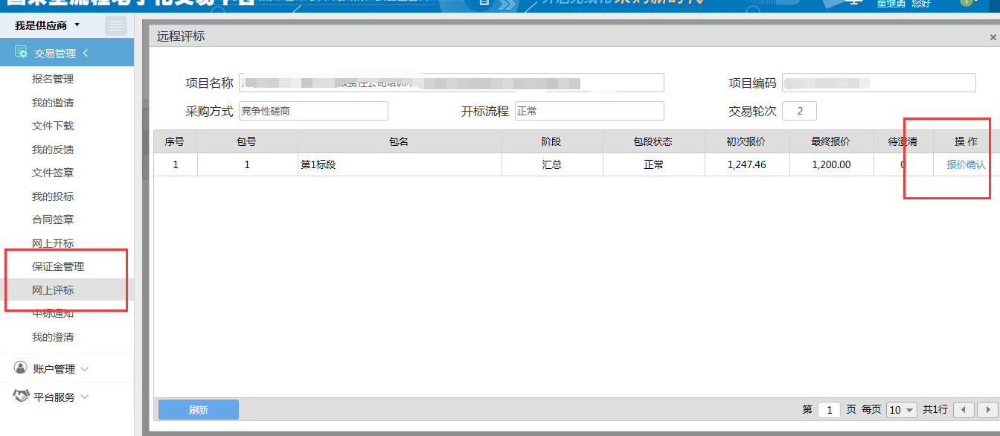 董继勇 您好
我是供应商
交易管理
报名管理
我的邀请
文件下载
我的反馈
文件签章
我的投标
合同签章
网上开标
保证金管理
网上评标
中标通知
我的澄清
账户管理
平台服务
远程评标 ×
项目名称 责任公司培训 项目编码
采购方式 竞争性磋商 开标流程 正常 交易轮次 2
序号 包号 包名 阶段 包段状态 初次报价 最终报价 待澄清 操 作
1 1 第1标段 汇总 正常 1,247.46 1,200.00 0 报价确认
刷新 第 1 页 每页 10 共1行